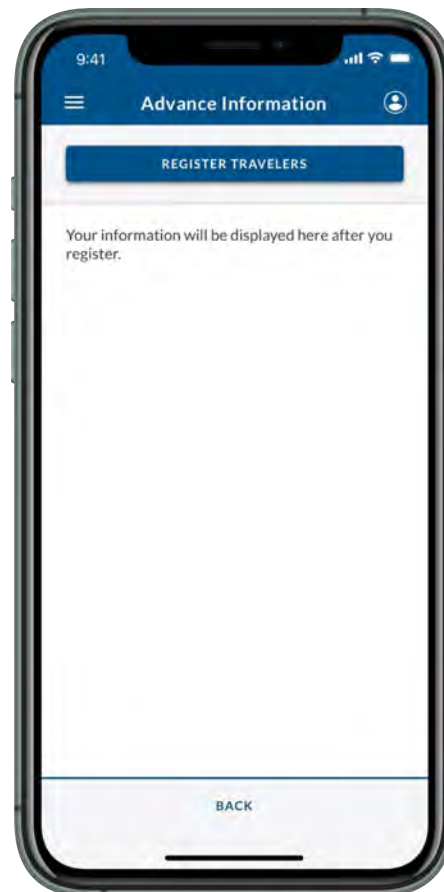 9:41
Advance Information
REGISTER TRAVELERS
Your information will be displayed here after you
register.
BACK